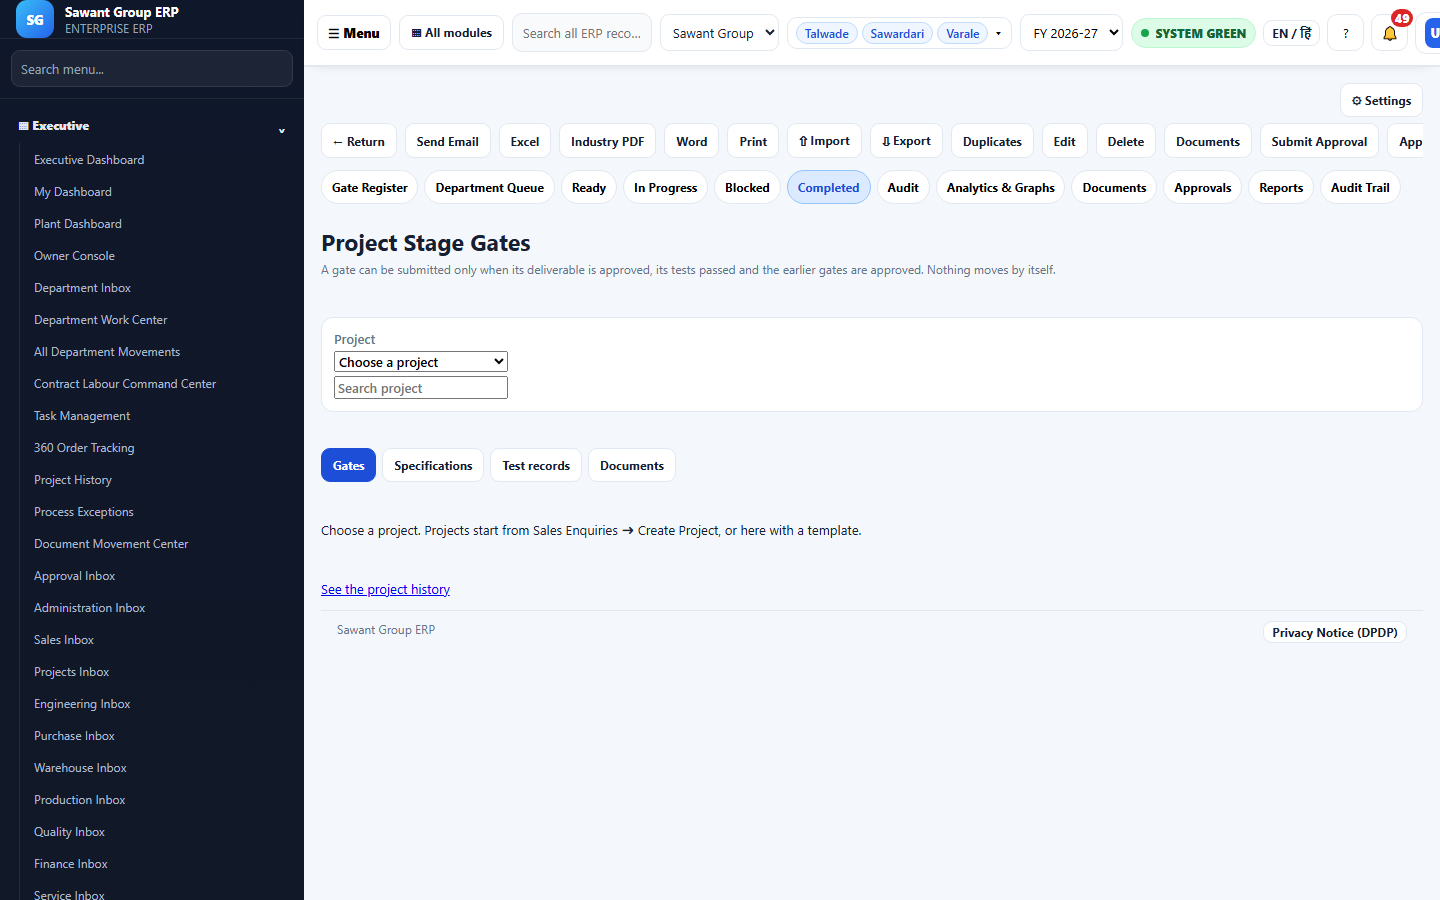 SG
Sawant Group ERP
ENTERPRISE ERP
Search menu...
Executive
Executive Dashboard
My Dashboard
Plant Dashboard
Owner Console
Department Inbox
Department Work Center
All Department Movements
Contract Labour Command Center
Task Management
360 Order Tracking
Project History
Process Exceptions
Document Movement Center
Approval Inbox
Administration Inbox
Sales Inbox
Projects Inbox
Engineering Inbox
Purchase Inbox
Warehouse Inbox
Production Inbox
Quality Inbox
Finance Inbox
Service Inbox
☰ Menu
All modules
Search all ERP reco...
Sawant Group
Talwade Sawardari Varale
FY 2026-27
SYSTEM GREEN
EN / हिं
?
49
U
⚙ Settings
← Return Send Email Excel Industry PDF Word Print ⇧ Import ⇩ Export Duplicates Edit Delete Documents Submit Approval App
Gate Register Department Queue Ready In Progress Blocked Completed Audit Analytics & Graphs Documents Approvals Reports Audit Trail
Project Stage Gates
A gate can be submitted only when its deliverable is approved, its tests passed and the earlier gates are approved. Nothing moves by itself.
Project
Choose a project
Search project
Gates Specifications Test records Documents
Choose a project. Projects start from Sales Enquiries → Create Project, or here with a template.
See the project history
Sawant Group ERP
Privacy Notice (DPDP)